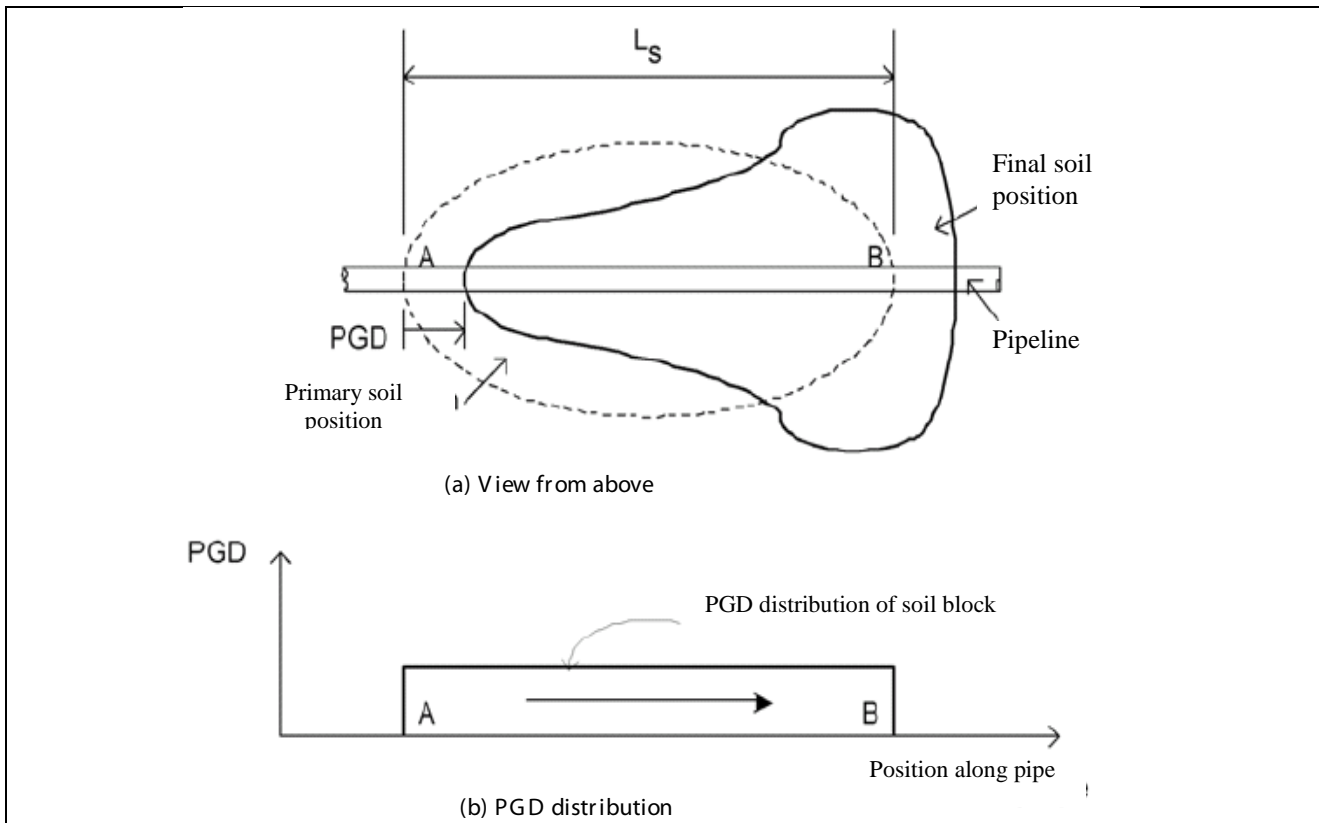 L_S
Final soil
position
A
B
PGD
Pipeline
Primary soil
position
(a) View from above
PGD
PGD distribution of soil block
A
B
Position along pipe
(b) PGD distribution